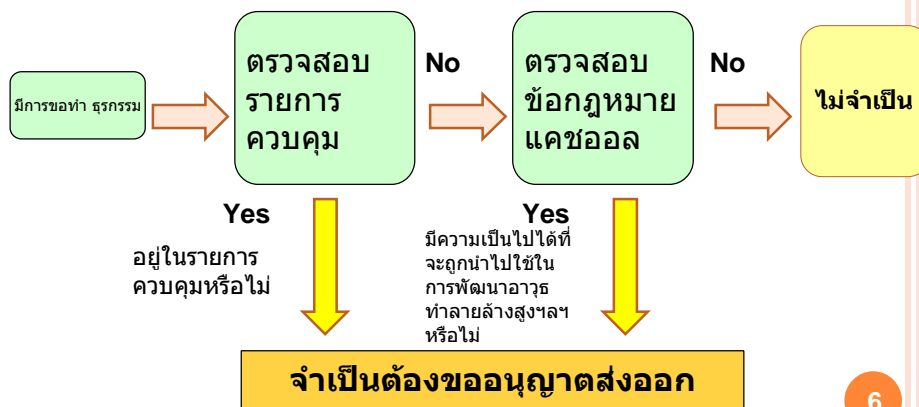 มีการขอทำ ธุรกรรม
ตรวจสอบ
รายการ
ควบคุม
No
ตรวจสอบ
ข้อกฎหมาย
แคชออล
No
ไม่จำเป็น
Yes
อยู่ในรายการ
ควบคุมหรือไม่
Yes
มีความเป็นไปได้ที่
จะถูกนำไปใช้ใน
การพัฒนาอาวุธ
ทำลายล้างสูงฯลฯ
หรือไม่
จำเป็นต้องขออนุญาตส่งออก
6